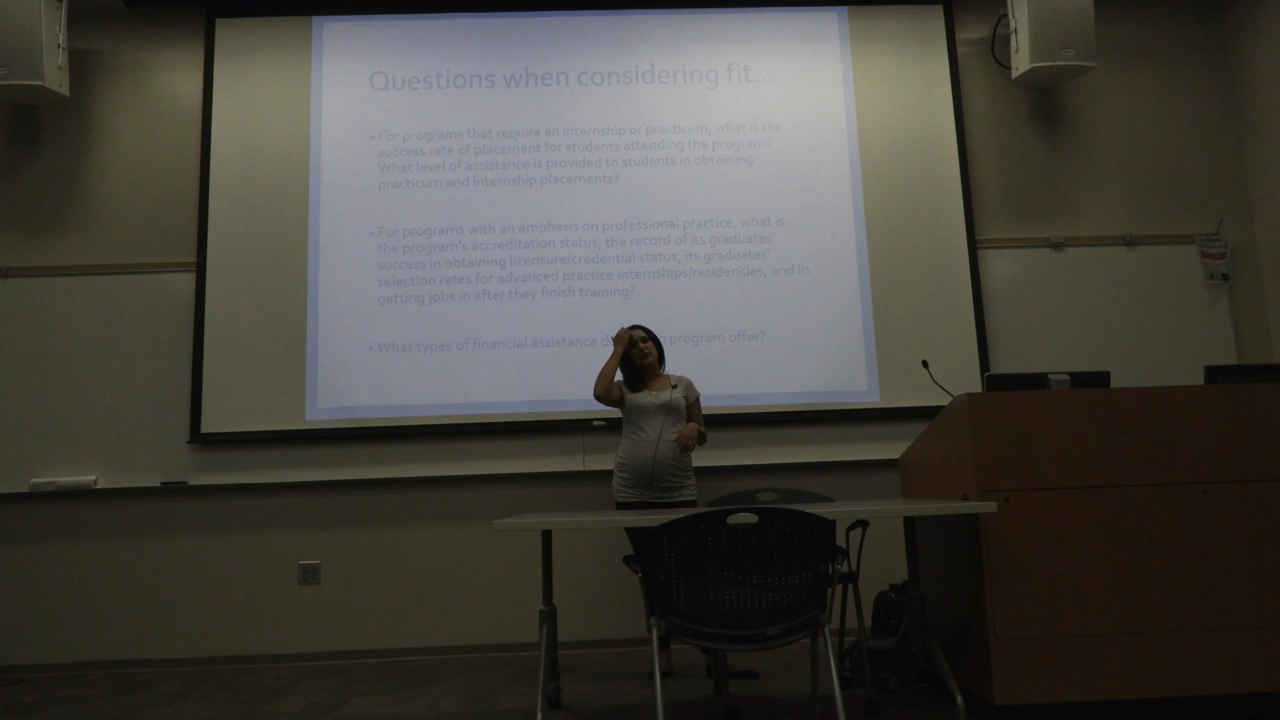 Questions when considering fit...
• For programs that require an internship or practicum, what is the
success rate of placement for students attending the program?
What level of assistance is provided to students in obtaining
practicum and internship placements?
• For programs with an emphasis on professional practice, what is
the program's accreditation status, the record of its graduates'
success in obtaining licensure/credential status, its graduates'
selection rates for advanced practice internships/residencies, and in
getting jobs in after they finish training?
• What types of financial assistance program offer?